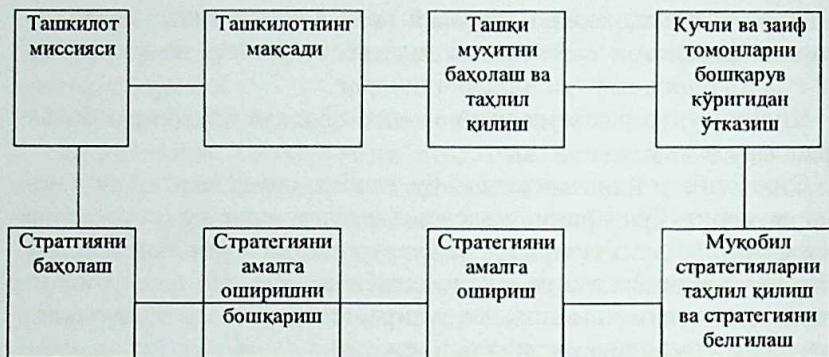 Ташкилот
миссияси
Ташкилотнинг
мақсади
Ташқи
муҳитни
баҳолаш ва
таҳлил
қилиш
Кучли ва заиф
томонларни
бошқарув
кўригидан
ўтказиш
Стратгияни
баҳолаш
Стратегияни
амалга
оширишни
бошқариш
Стратегияни
амалга
ошириш
Муқобил
стратегияларни
таҳлил қилиш
ва стратегияни
белгилаш